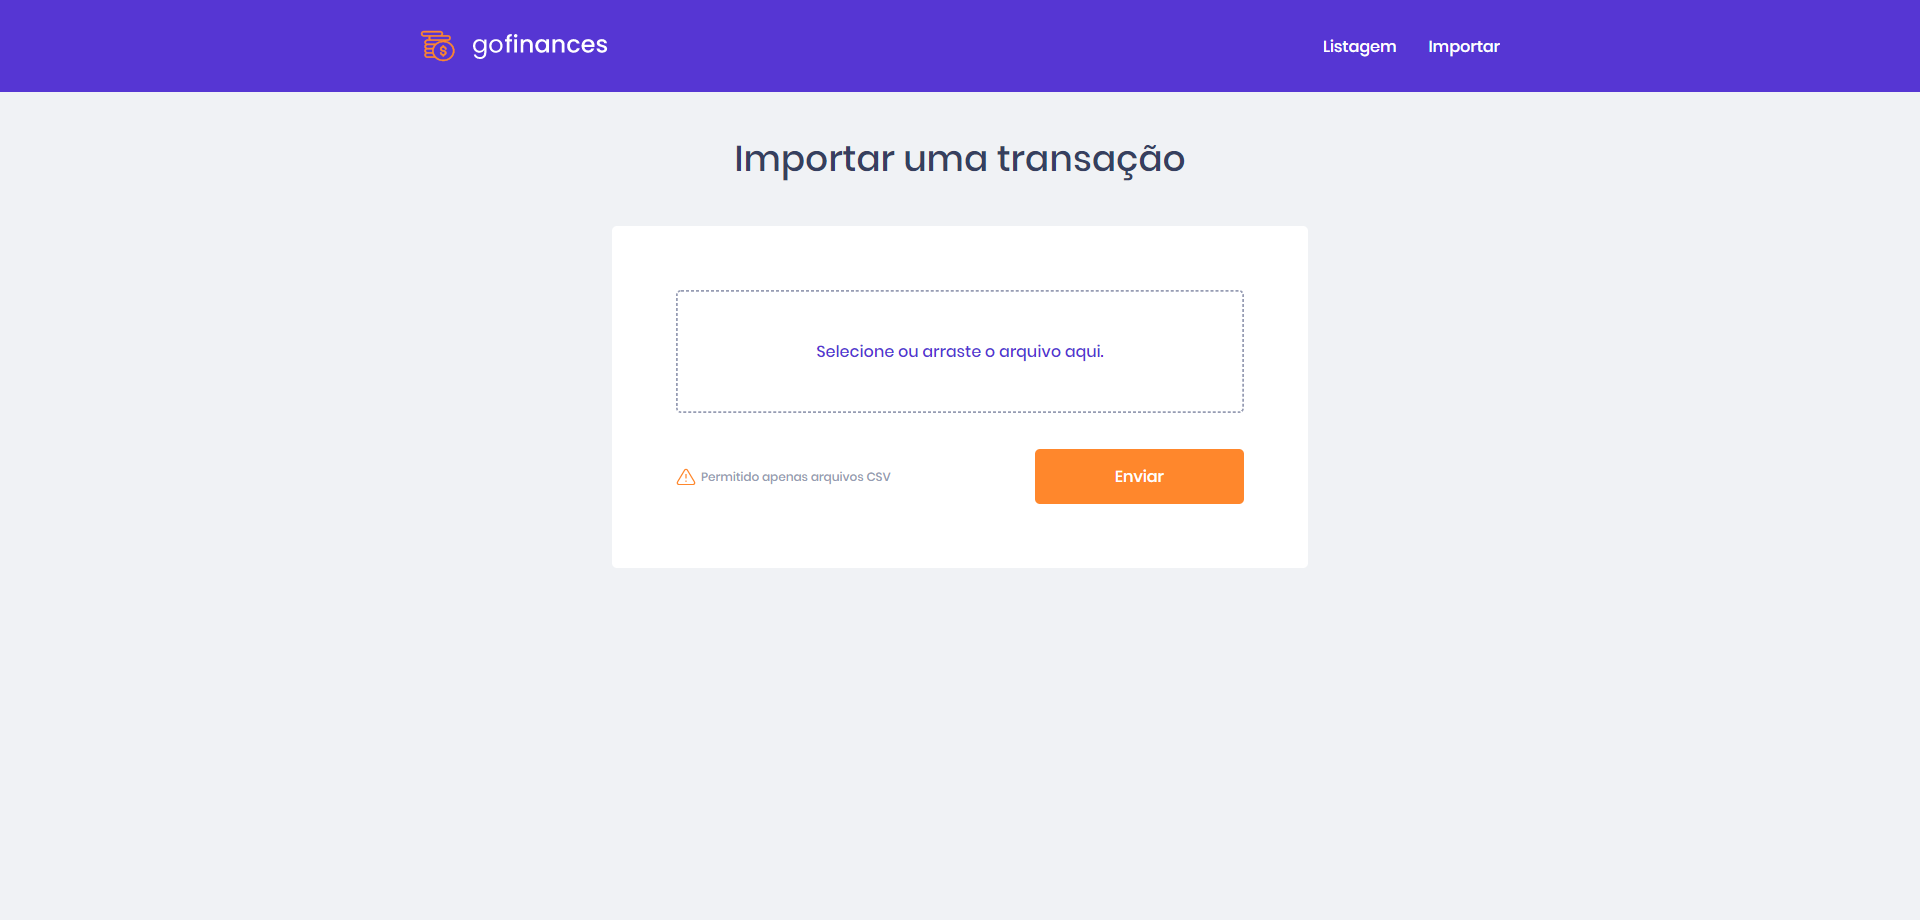 gofinances
Listagem Importar
Importar uma transação
Selecione ou arraste o arquivo aqui.
Permitido apenas arquivos CSV
Enviar